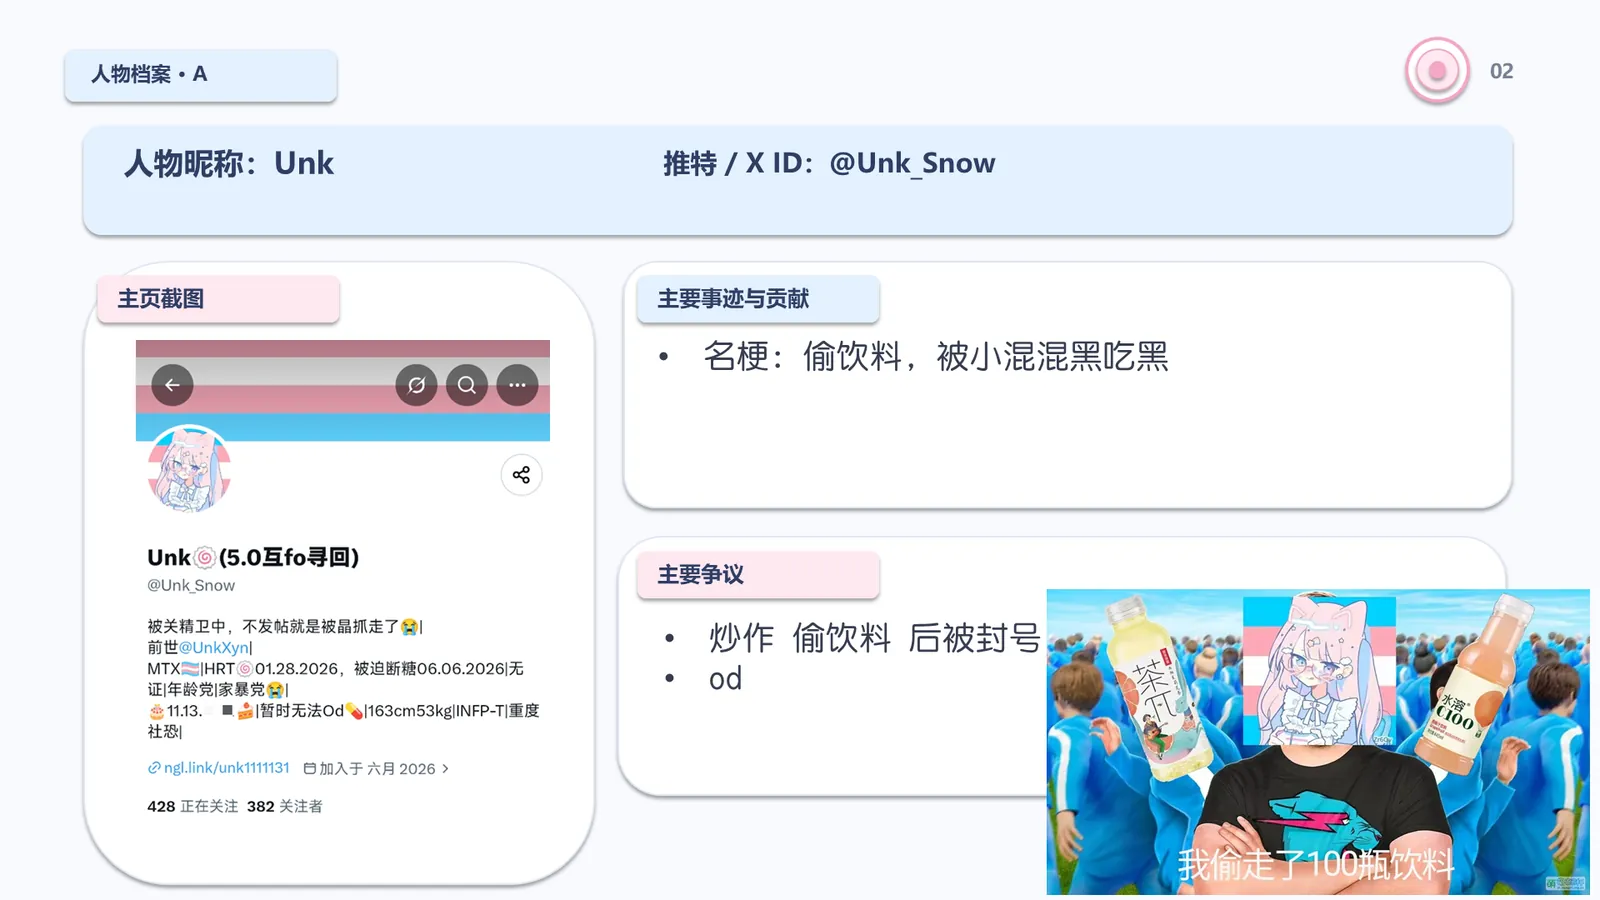 人物档案·A
02
人物昵称：Unk
推特 / X ID：@Unk_Snow
主页截图
Unk🍥(5.0互fo寻回)
@Unk_Snow
被关精卫中，不发帖就是被晶抓走了😭|
前世@UnkXyn|
MTX🏳️‍⚧️|HRT🍥01.28.2026，被迫断糖06.06.2026|无
证|年龄党|家暴党😭|
🎂11.13. ◾🍰|暂时无法Od💊|163cm53kg|INFP-T|重度
社恐|
ngl.link/unk1111131 加入于 六月 2026 >
428 正在关注 382 关注者
主要事迹与贡献
• 名梗：偷饮料，被小混混黑吃黑
主要争议
• 炒作 偷饮料 后被封号
• od
茶π
水溶
C100
我偷走了100瓶饮料